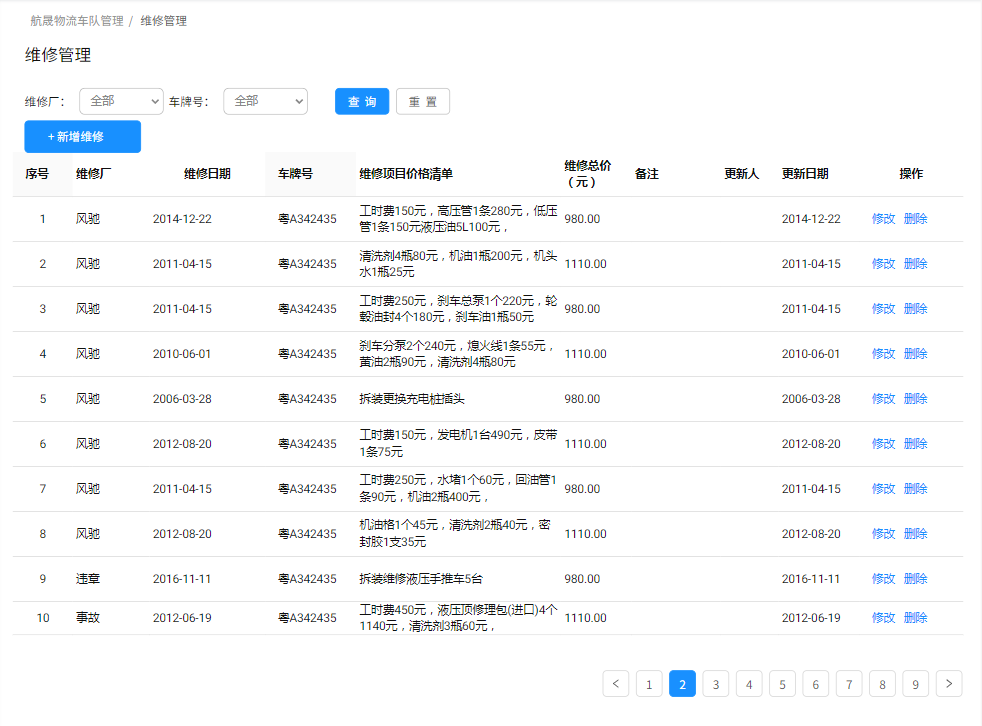 航晟物流车队管理 / 维修管理
维修管理
维修厂： 全部 车牌号： 全部 查 询 重 置
+ 新增维修
序号 维修厂 维修日期 车牌号 维修项目价格清单 维修总价（元） 备注 更新人 更新日期 操作
1 风驰 2014-12-22 粤A342435 工时费150元，高压管1条280元，低压管1条150元液压油5L100元， 980.00 2014-12-22 修改 删除
2 风驰 2011-04-15 粤A342435 清洗剂4瓶80元，机油1瓶200元，机头水1瓶25元 1110.00 2011-04-15 修改 删除
3 风驰 2011-04-15 粤A342435 工时费250元，刹车总泵1个220元，轮毂油封4个180元，刹车油1瓶50元 980.00 2011-04-15 修改 删除
4 风驰 2010-06-01 粤A342435 刹车分泵2个240元，熄火线1条55元，黄油2瓶90元，清洗剂4瓶80元 1110.00 2010-06-01 修改 删除
5 风驰 2006-03-28 粤A342435 拆装更换充电桩插头 980.00 2006-03-28 修改 删除
6 风驰 2012-08-20 粤A342435 工时费150元，发电机1台490元，皮带1条75元 1110.00 2012-08-20 修改 删除
7 风驰 2011-04-15 粤A342435 工时费250元，水堵1个60元，回油管1条90元，机油2瓶400元， 980.00 2011-04-15 修改 删除
8 风驰 2012-08-20 粤A342435 机油格1个45元，清洗剂2瓶40元，密封胶1支35元 1110.00 2012-08-20 修改 删除
9 违章 2016-11-11 粤A342435 拆装维修液压手推车5台 980.00 2016-11-11 修改 删除
10 事故 2012-06-19 粤A342435 工时费450元，液压顶修理包(进口)4个1140元，清洗剂3瓶60元， 1110.00 2012-06-19 修改 删除
< 1 2 3 4 5 6 7 8 9 >